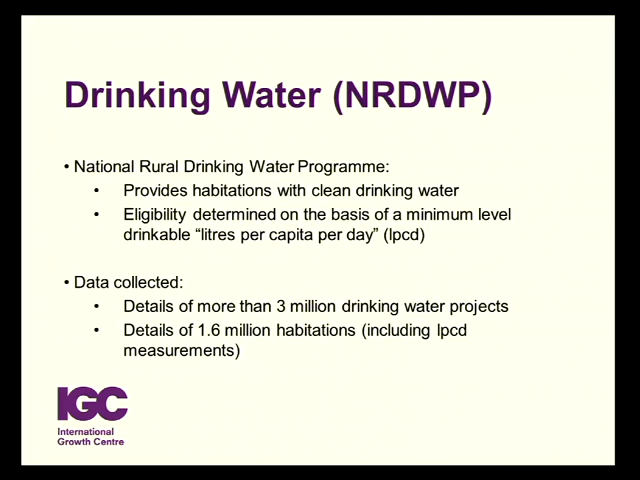 Drinking Water (NRDWP)
• National Rural Drinking Water Programme:
• Provides habitations with clean drinking water
• Eligibility determined on the basis of a minimum level
drinkable “litres per capita per day” (lpcd)
• Data collected:
• Details of more than 3 million drinking water projects
• Details of 1.6 million habitations (including lpcd
measurements)
IGC
International
Growth Centre